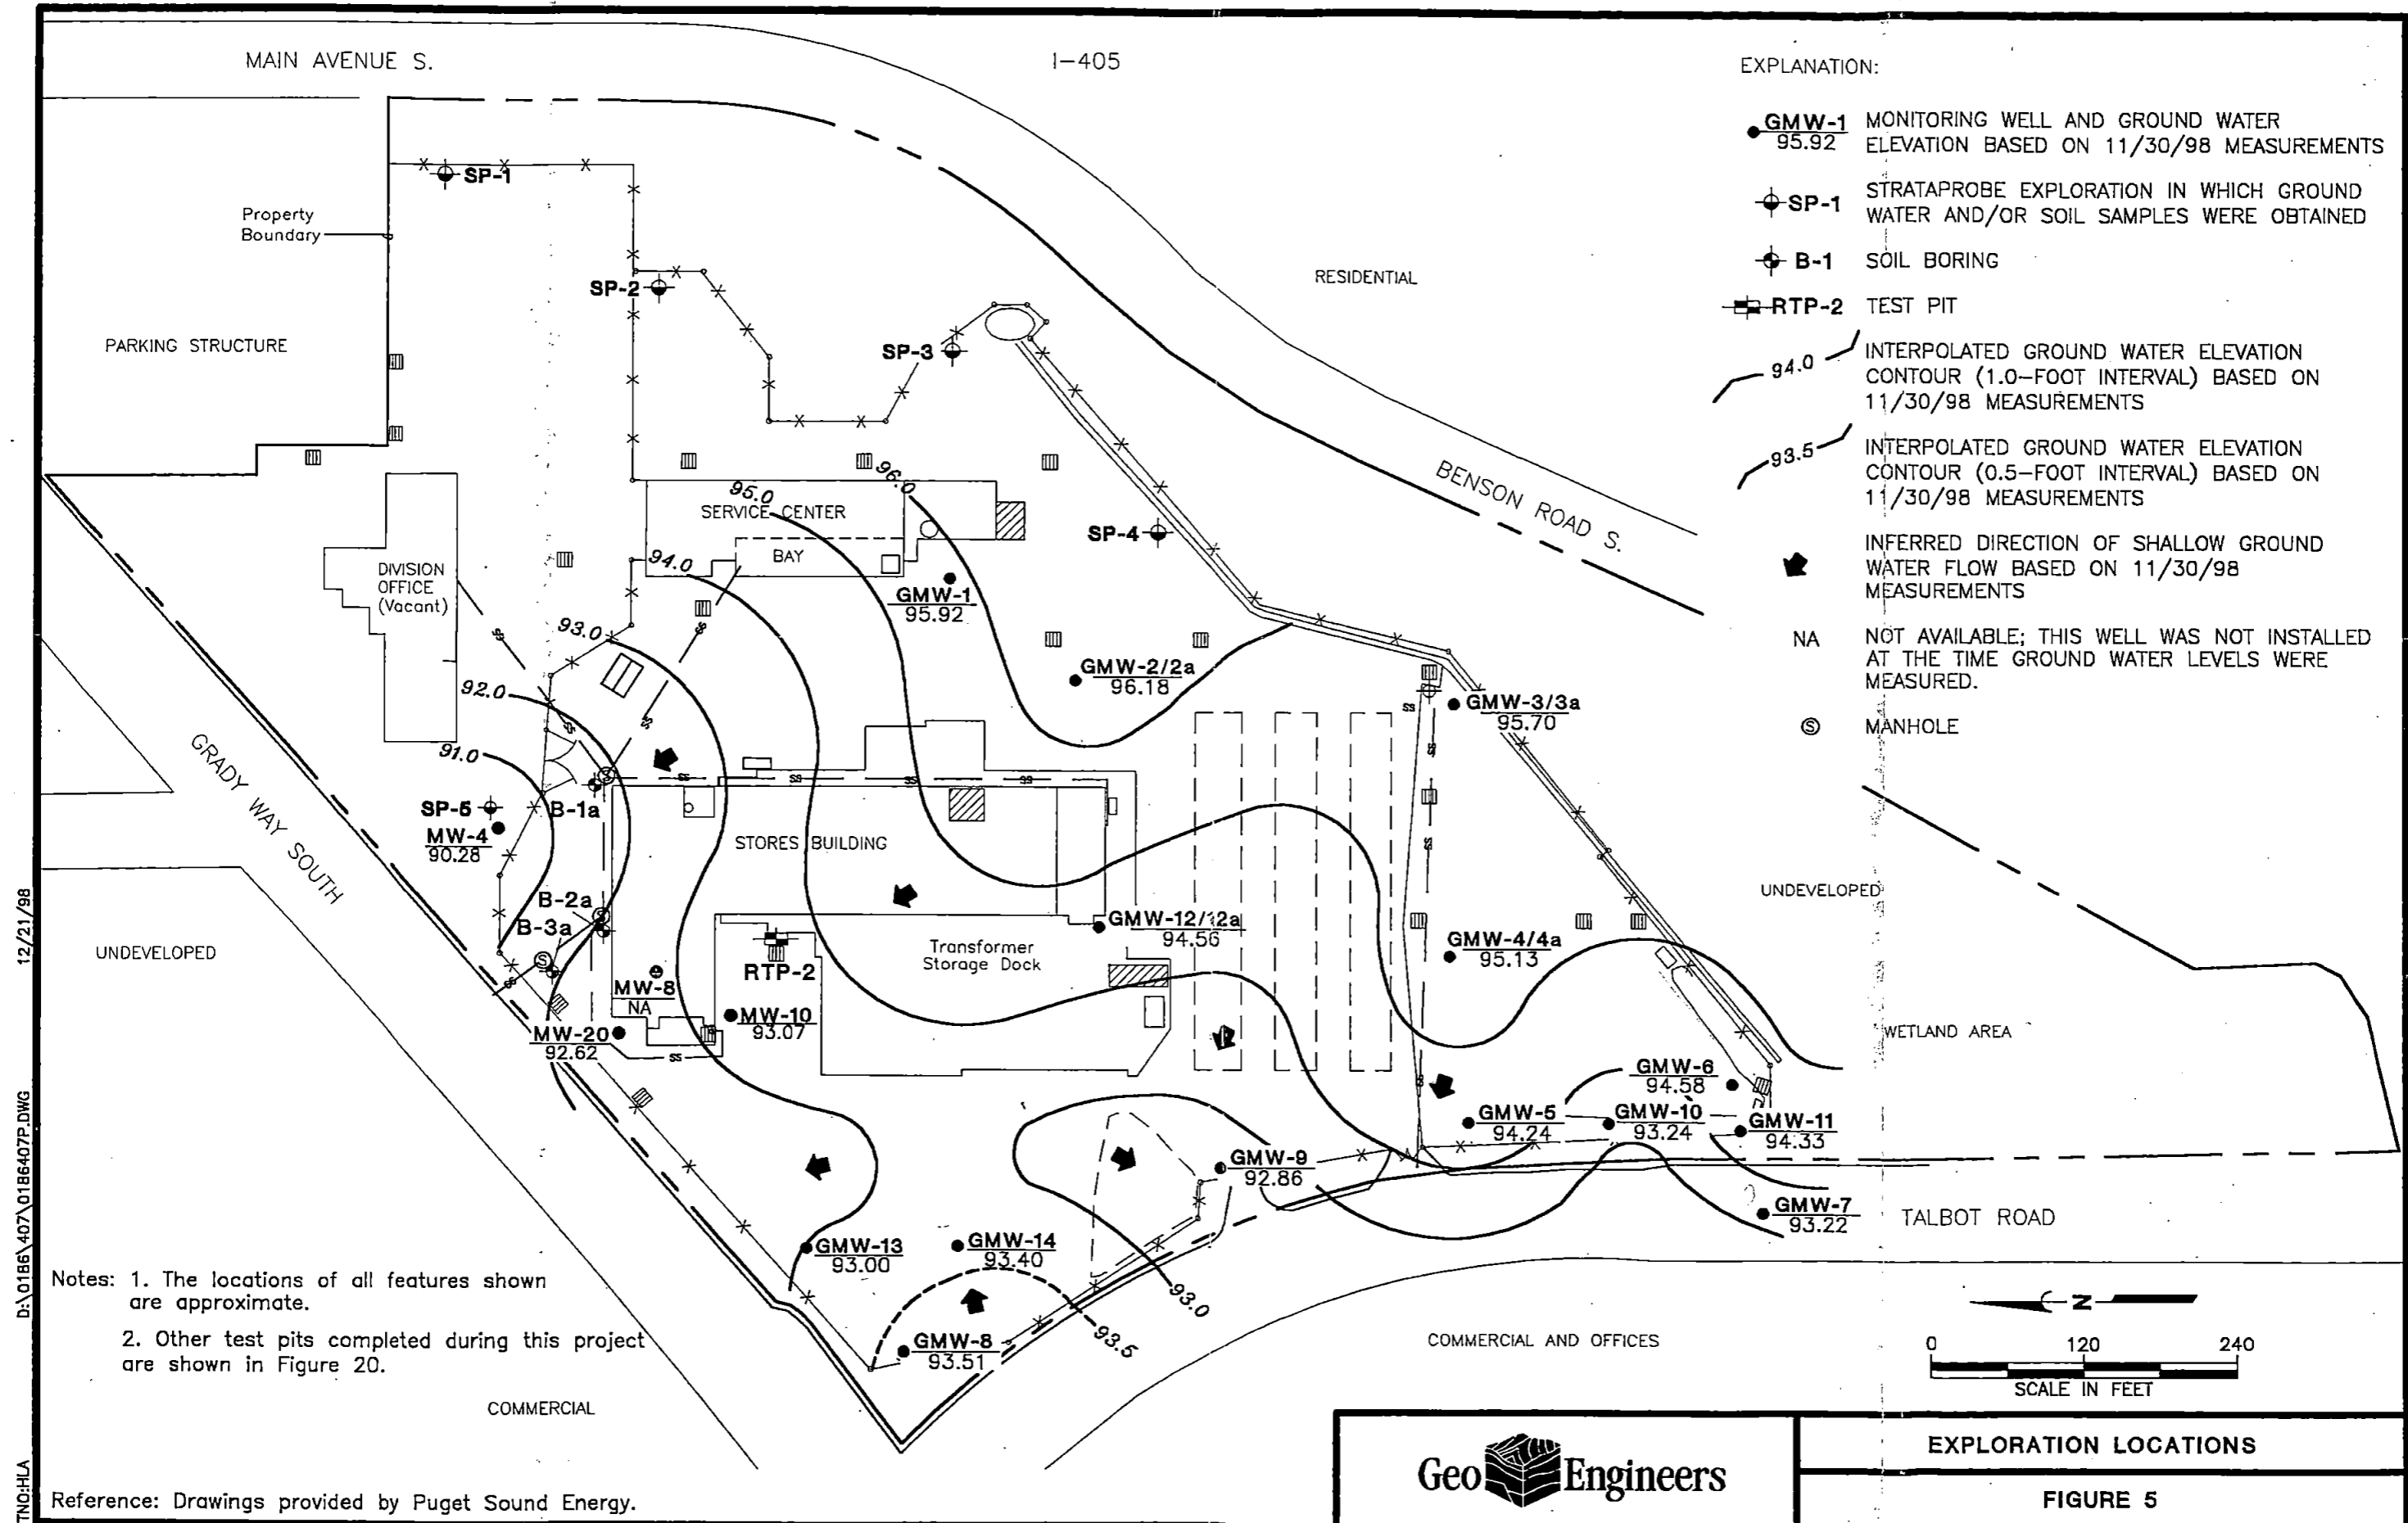 MAIN AVENUE S.
I-405
EXPLANATION:
GMW-1
95.92
MONITORING WELL AND GROUND WATER
ELEVATION BASED ON 11/30/98 MEASUREMENTS
SP-1
STRATAPROBE EXPLORATION IN WHICH GROUND
WATER AND/OR SOIL SAMPLES WERE OBTAINED
B-1
SOIL BORING
RTP-2
TEST PIT
94.0
INTERPOLATED GROUND WATER ELEVATION
CONTOUR (1.0-FOOT INTERVAL) BASED ON
11/30/98 MEASUREMENTS
93.5
INTERPOLATED GROUND WATER ELEVATION
CONTOUR (0.5-FOOT INTERVAL) BASED ON
11/30/98 MEASUREMENTS
INFERRED DIRECTION OF SHALLOW GROUND
WATER FLOW BASED ON 11/30/98
MEASUREMENTS
NA
NOT AVAILABLE; THIS WELL WAS NOT INSTALLED
AT THE TIME GROUND WATER LEVELS WERE
MEASURED.
S
MANHOLE
SP-1
Property
Boundary
SP-2
RESIDENTIAL
PARKING STRUCTURE
SP-3
BENSON ROAD S.
96.0
95.0
SERVICE CENTER
BAY
SP-4
94.0
DIVISION
OFFICE
(Vacant)
GMW-1
95.92
93.0
GMW-2/2a
96.18
92.0
GMW-3/3a
95.70
91.0
GRADY WAY SOUTH
SP-5
B-1a
MW-4
90.28
STORES BUILDING
UNDEVELOPED
B-2a
B-3a
GMW-12/12a
94.56
UNDEVELOPED
Transformer
Storage Dock
GMW-4/4a
95.13
RTP-2
MW-8
NA
MW-10
93.07
MW-20
92.62
WETLAND AREA
GMW-6
94.58
GMW-5
94.24
GMW-10
93.24
GMW-11
94.33
GMW-9
92.86
GMW-7
93.22
TALBOT ROAD
GMW-13
93.00
GMW-14
93.40
93.0
93.5
GMW-8
93.51
COMMERCIAL AND OFFICES
N
0 120 240
SCALE IN FEET
Notes: 1. The locations of all features shown
are approximate.
2. Other test pits completed during this project
are shown in Figure 20.
COMMERCIAL
Reference: Drawings provided by Puget Sound Energy.
Geo Engineers
EXPLORATION LOCATIONS
FIGURE 5
12/21/98
D:\0186\407\0186407P.DWG
TNO:HLA